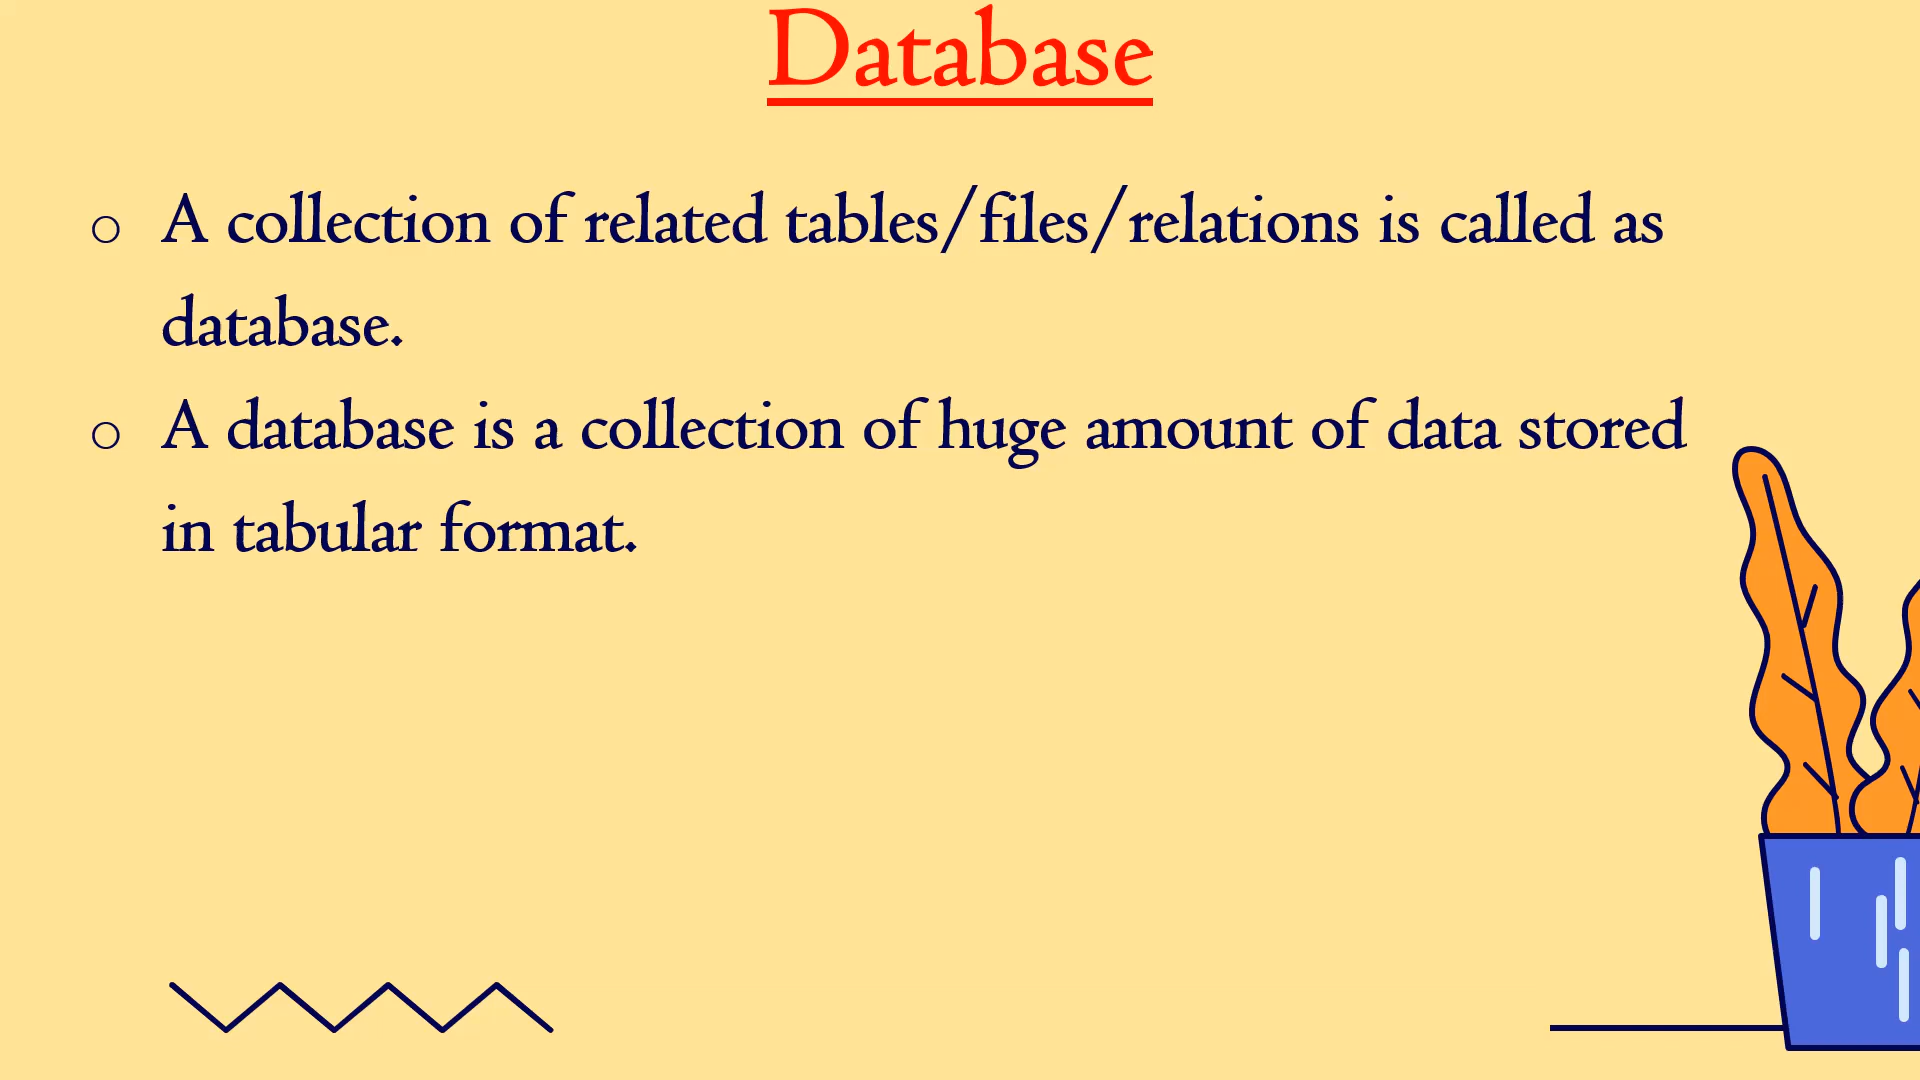 Database
○ A collection of related tables/files/relations is called as
database.
○ A database is a collection of huge amount of data stored
in tabular format.